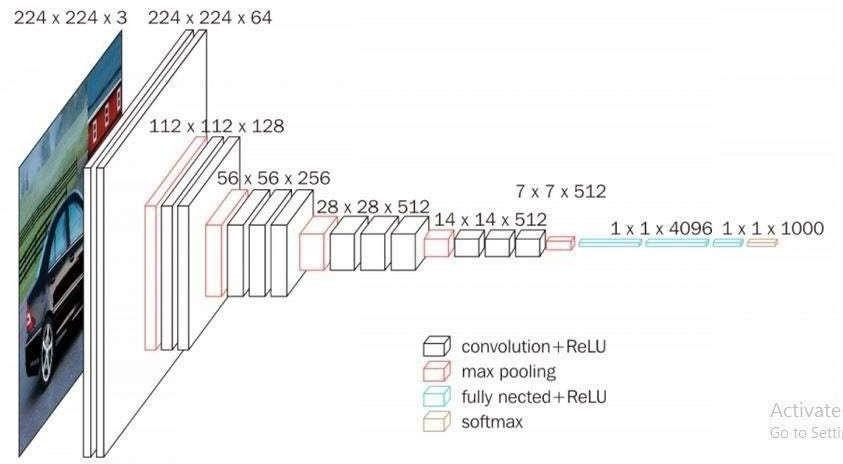 224 x 224 x 3 224 x 224 x 64
112 x 112 x 128
56 x 56 x 256
28 x 28 x 512
7 x 7 x 512
14 x 14 x 512
1 x 1 x 4096 1 x 1 x 1000
convolution+ReLU
max pooling
fully nected+ReLU
softmax
Activate
Go to Setti